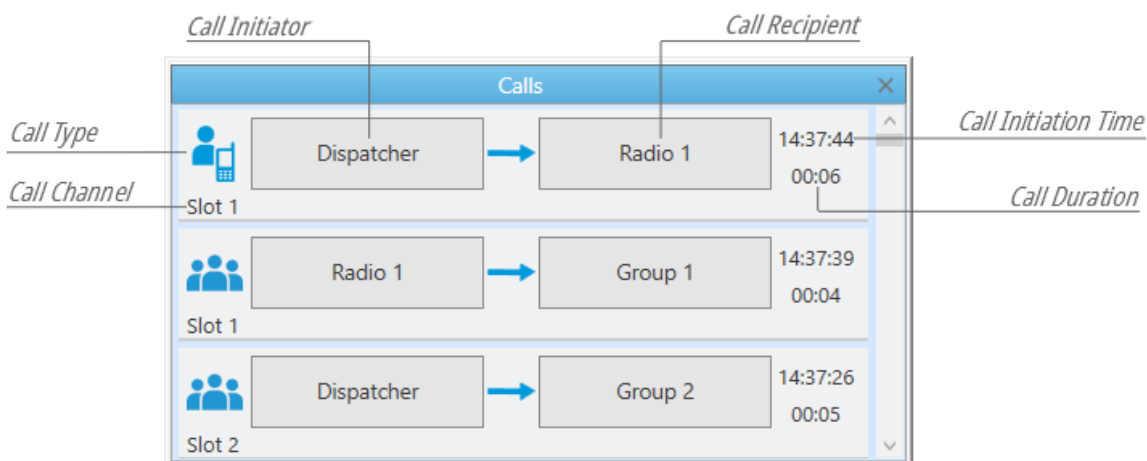 Call Initiator
Call Recipient
Calls
Call Type
Dispatcher
Radio 1
14:37:44
Call Initiation Time
00:06
Call Channel
Slot 1
Call Duration
Radio 1
Group 1
14:37:39
00:04
Slot 1
Dispatcher
Group 2
14:37:26
00:05
Slot 2